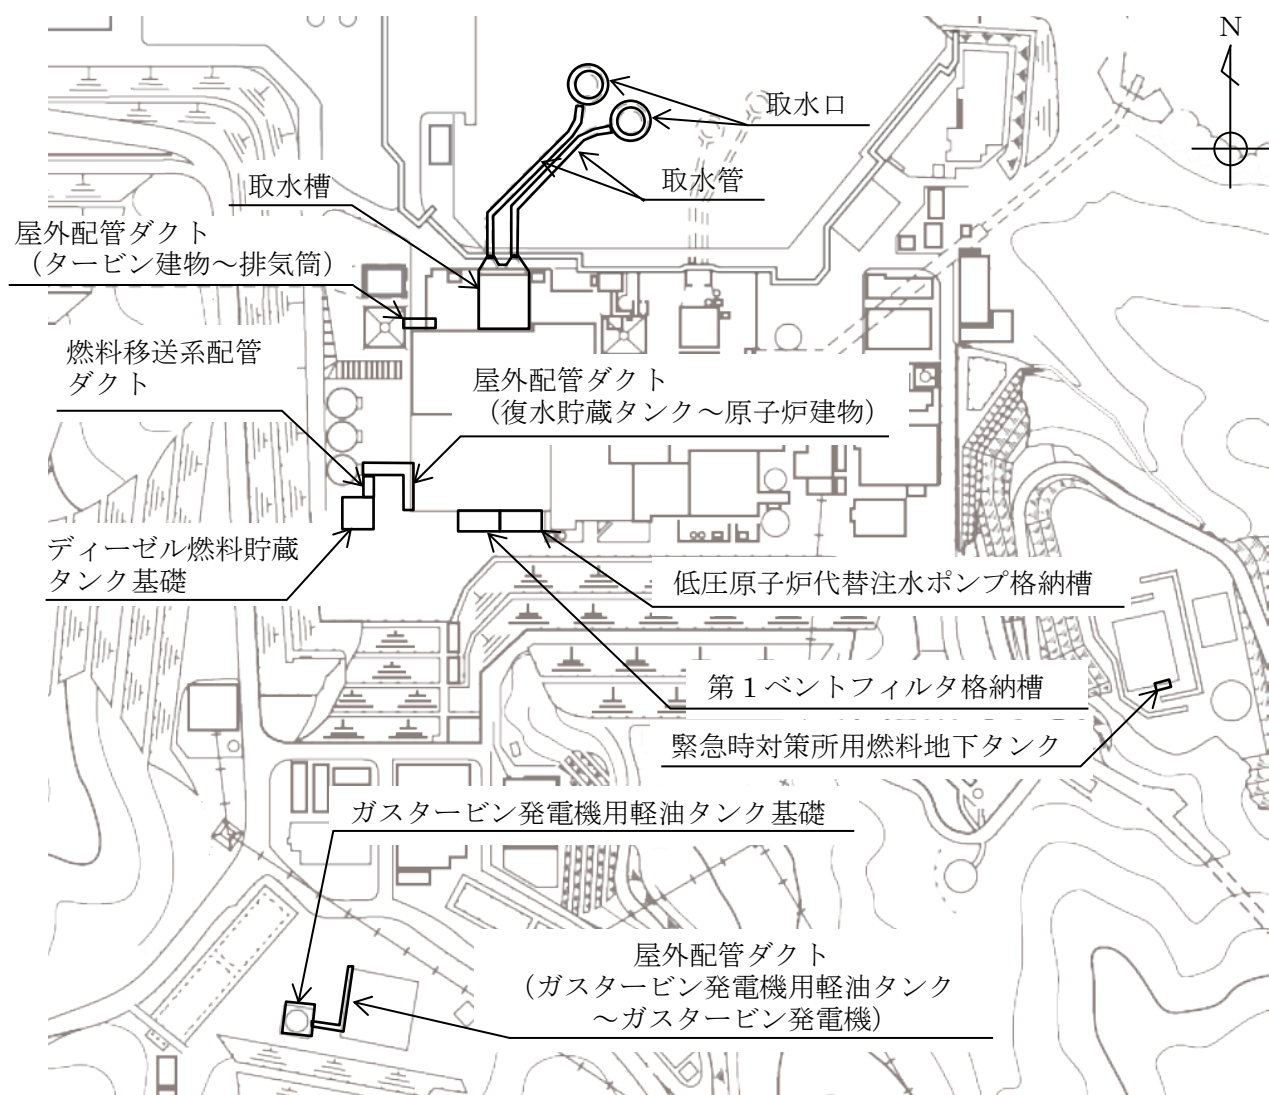 N
取水口
取水管
取水槽
屋外配管ダクト
（タービン建物～排気筒）
燃料移送系配管
ダクト
屋外配管ダクト
（復水貯蔵タンク～原子炉建物）
ディーゼル燃料貯蔵
タンク基礎
低圧原子炉代替注水ポンプ格納槽
第１ベントフィルタ格納槽
緊急時対策所用燃料地下タンク
ガスタービン発電機用軽油タンク基礎
屋外配管ダクト
（ガスタービン発電機用軽油タンク
～ガスタービン発電機）